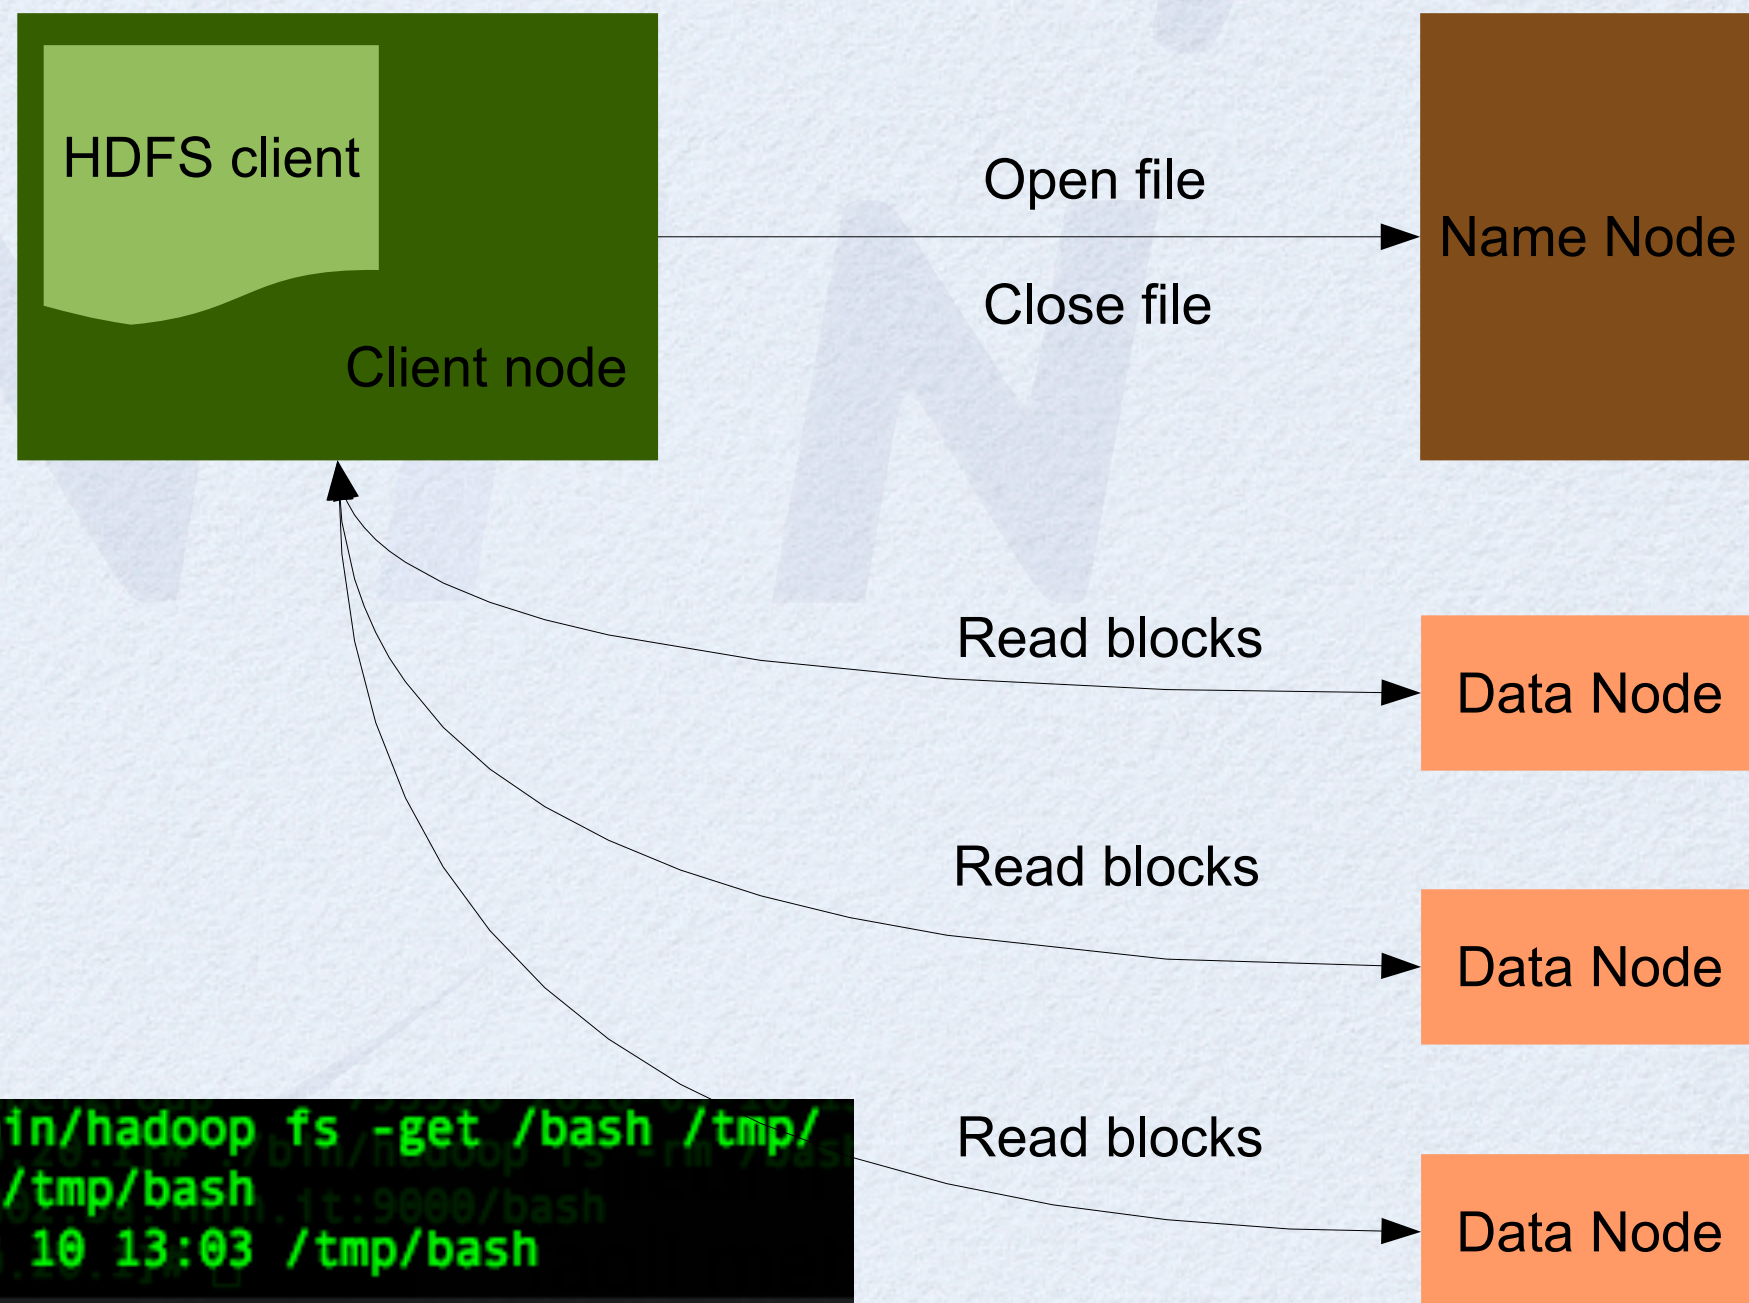 HDFS client
Client node
Open file
Close file
Name Node
Read blocks
Data Node
Read blocks
Data Node
Read blocks
Data Node
in/hadoop fs -get /bash /tmp/
/tmp/bash
10 13:03 /tmp/bash